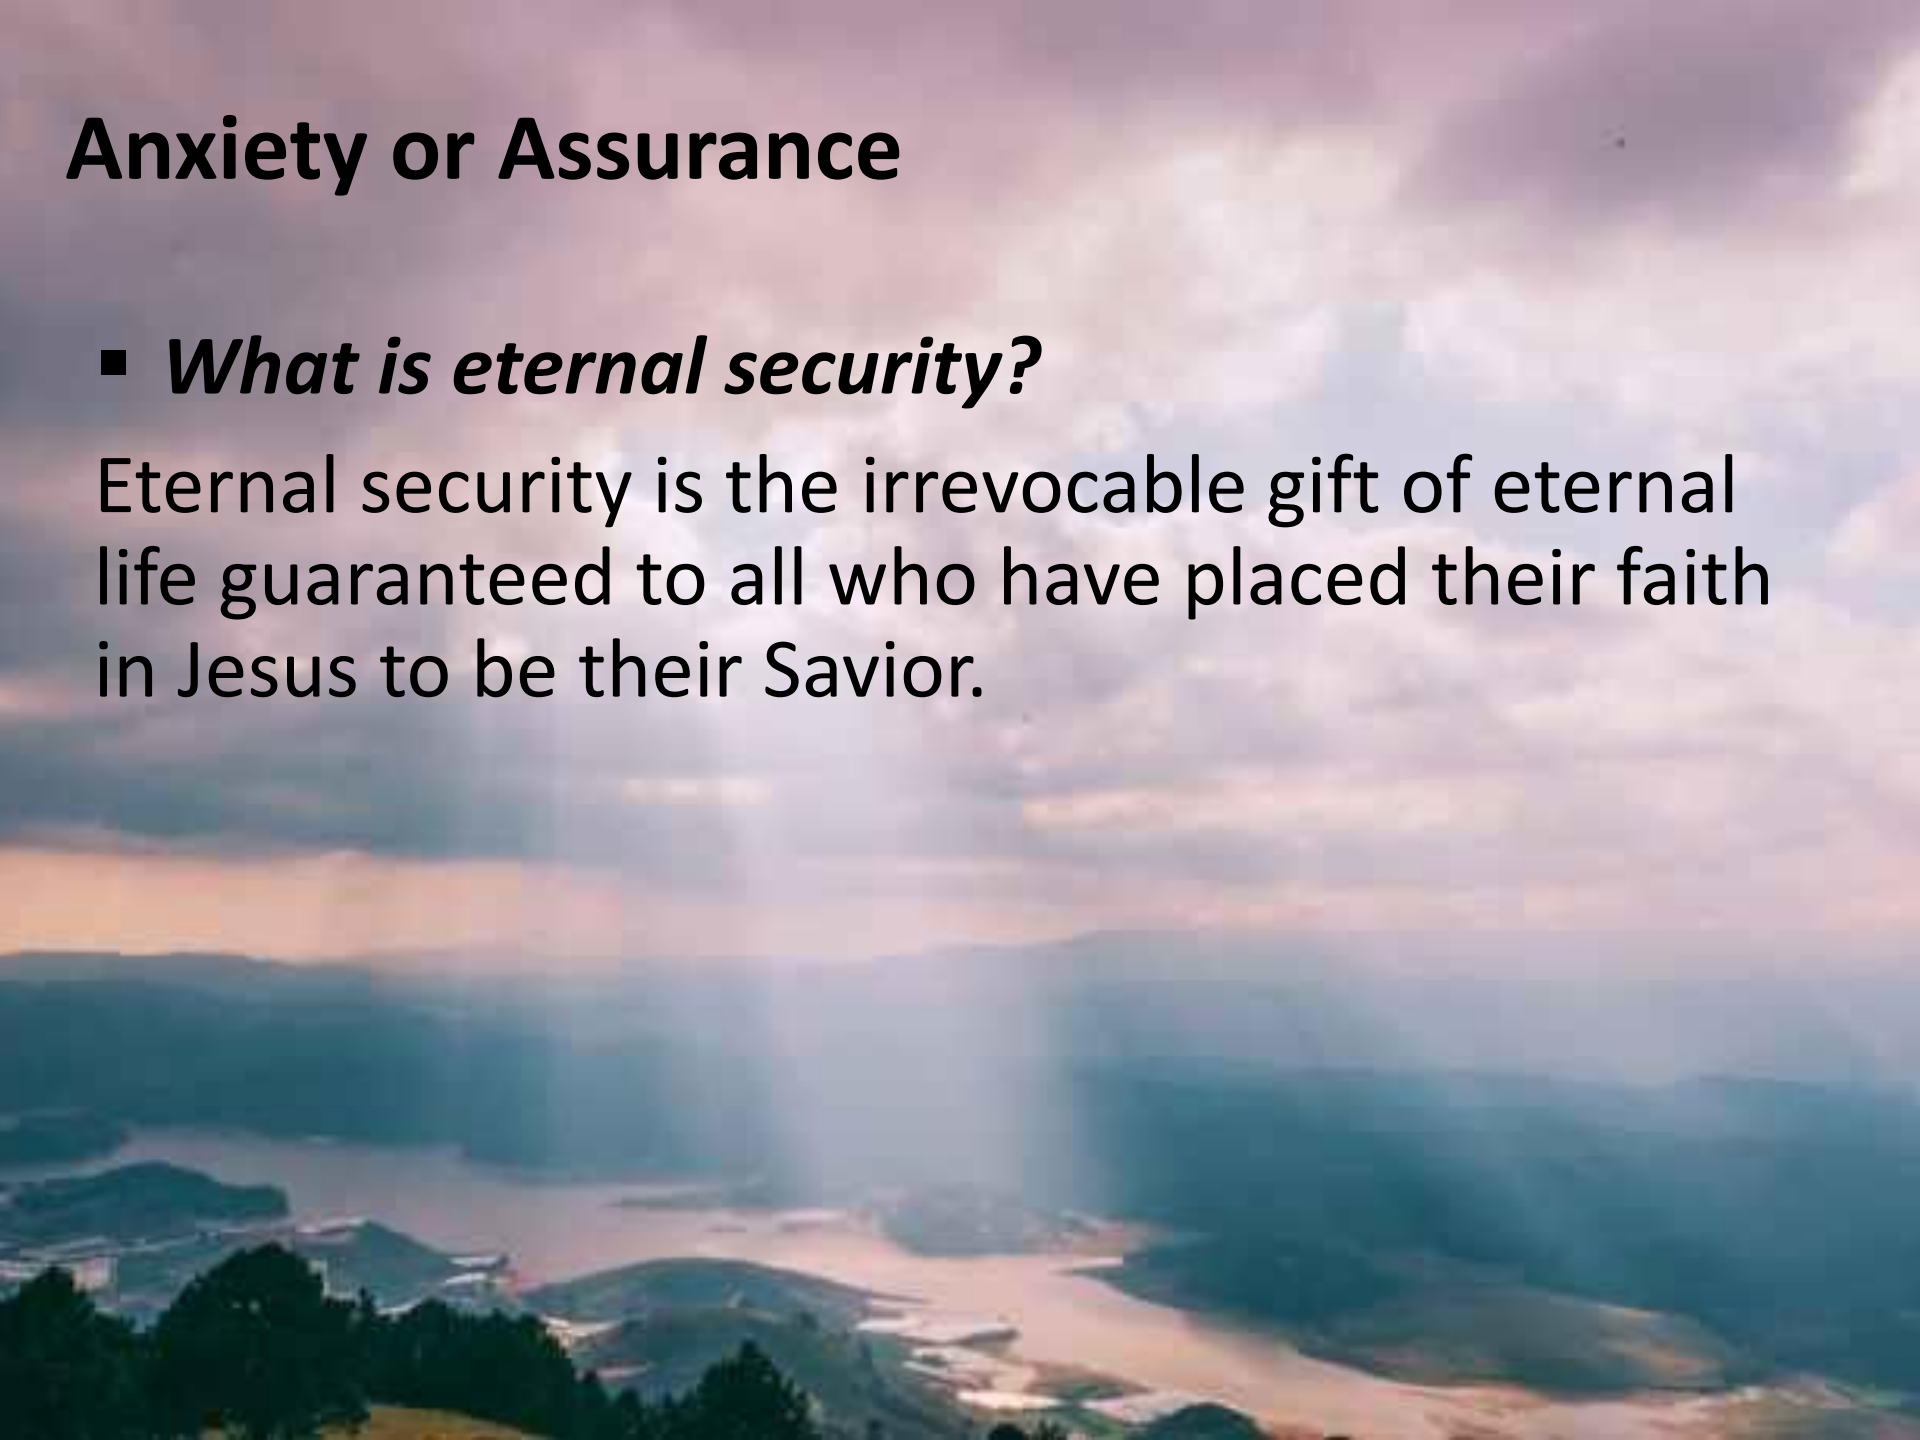 Anxiety or Assurance
▪ What is eternal security?
Eternal security is the irrevocable gift of eternal
life guaranteed to all who have placed their faith
in Jesus to be their Savior.